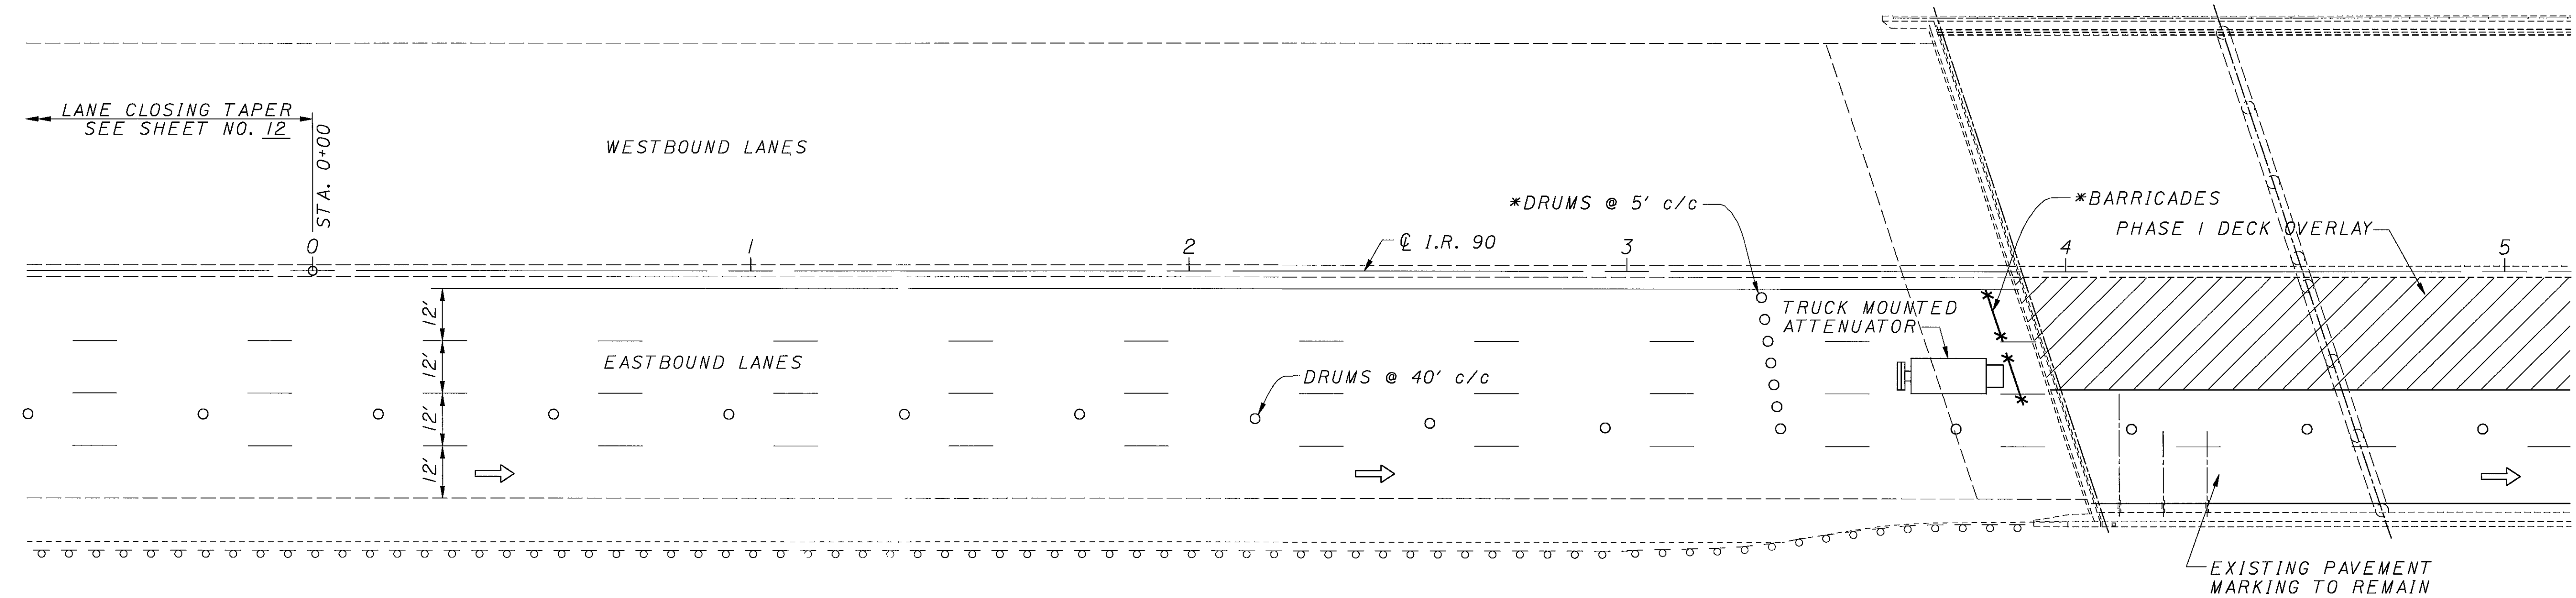 LANE CLOSING TAPER
SEE SHEET NO. 12
STA. 0+00
WESTBOUND LANES
*DRUMS @ 5' c/c
*BARRICADES
PHASE 1 DECK OVERLAY
℄ I.R. 90
0
1
2
3
4
5
12'
12'
12'
12'
EASTBOUND LANES
TRUCK MOUNTED
ATTENUATOR
DRUMS @ 40' c/c
EXISTING PAVEMENT
MARKING TO REMAIN